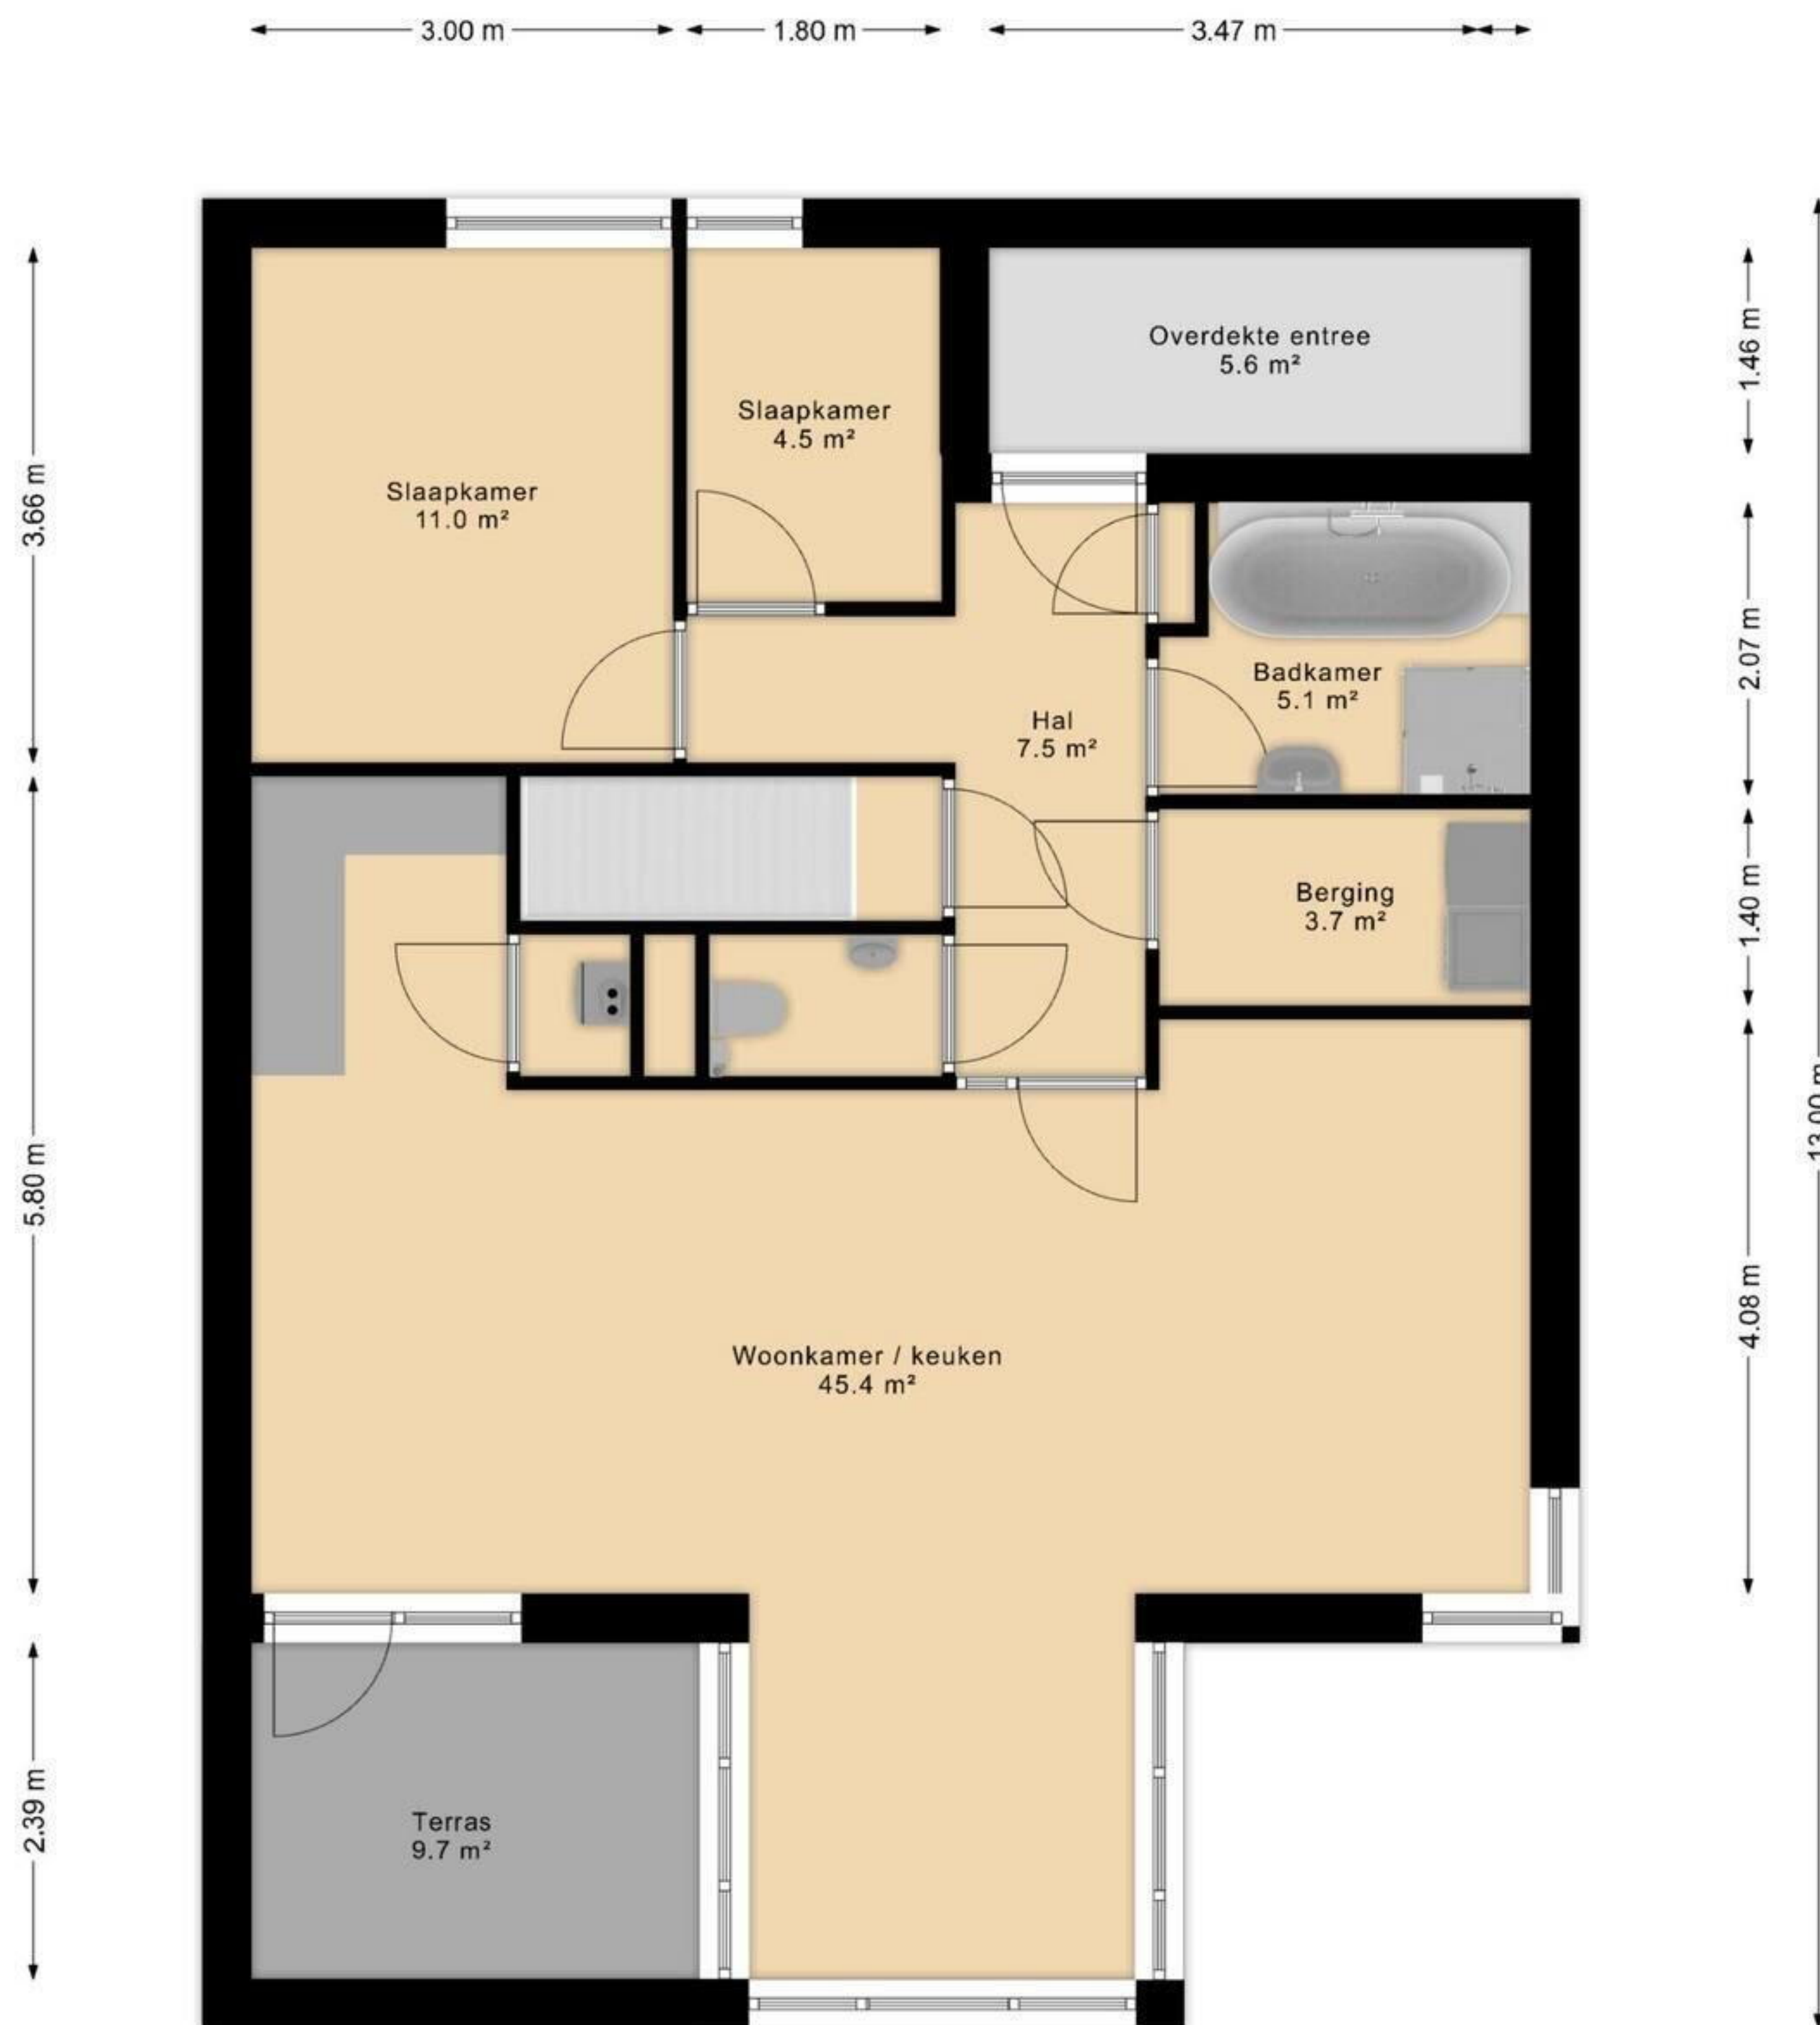 3.00 m
1.80 m
3.47 m
Overdekte entree
5.6 m²
1.46 m
Slaapkamer
4.5 m²
Slaapkamer
11.0 m²
3.66 m
Badkamer
5.1 m²
2.07 m
Hal
7.5 m²
Berging
3.7 m²
1.40 m
13.00 m
5.80 m
4.08 m
Woonkamer / keuken
45.4 m²
Terras
9.7 m²
2.39 m